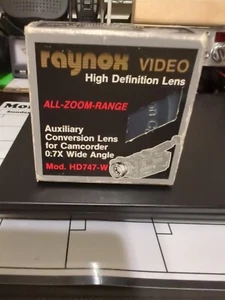 raynox VIDEO
High Definition Lens
ALL-ZOOM-RANGE
Auxiliary
Conversion Lens
for Camcorder
0.7X Wide Angle
Mod. HD747-W